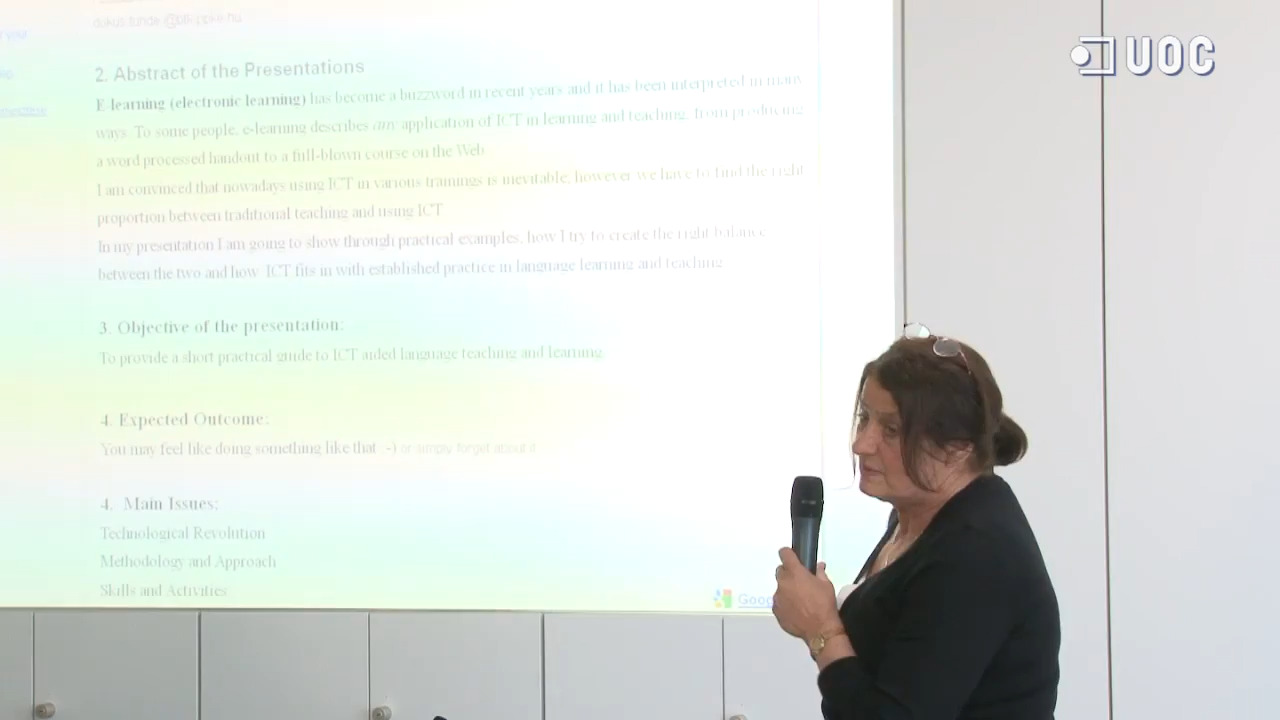 UOC
2. Abstract of the Presentations
E-learning (electronic learning) has become a buzzword in recent years and it has been interpreted in many
ways. To some people, e-learning describes any application of ICT in learning and teaching, from producing
a word processed handout to a full-blown course on the Web.
I am convinced that nowadays using ICT in various trainings is inevitable, however we have to find the right
proportion between traditional teaching and using ICT
In my presentation I am going to show through practical examples, how I try to create the right balance
between the two and how ICT fits in with established practice in language learning and teaching
3. Objective of the presentation:
To provide a short practical guide to ICT aided language teaching and learning.
4. Expected Outcome:
You may feel like doing something like that :-) or simply forget about it
4. Main Issues:
Technological Revolution
Methodology and Approach
Skills and Activities